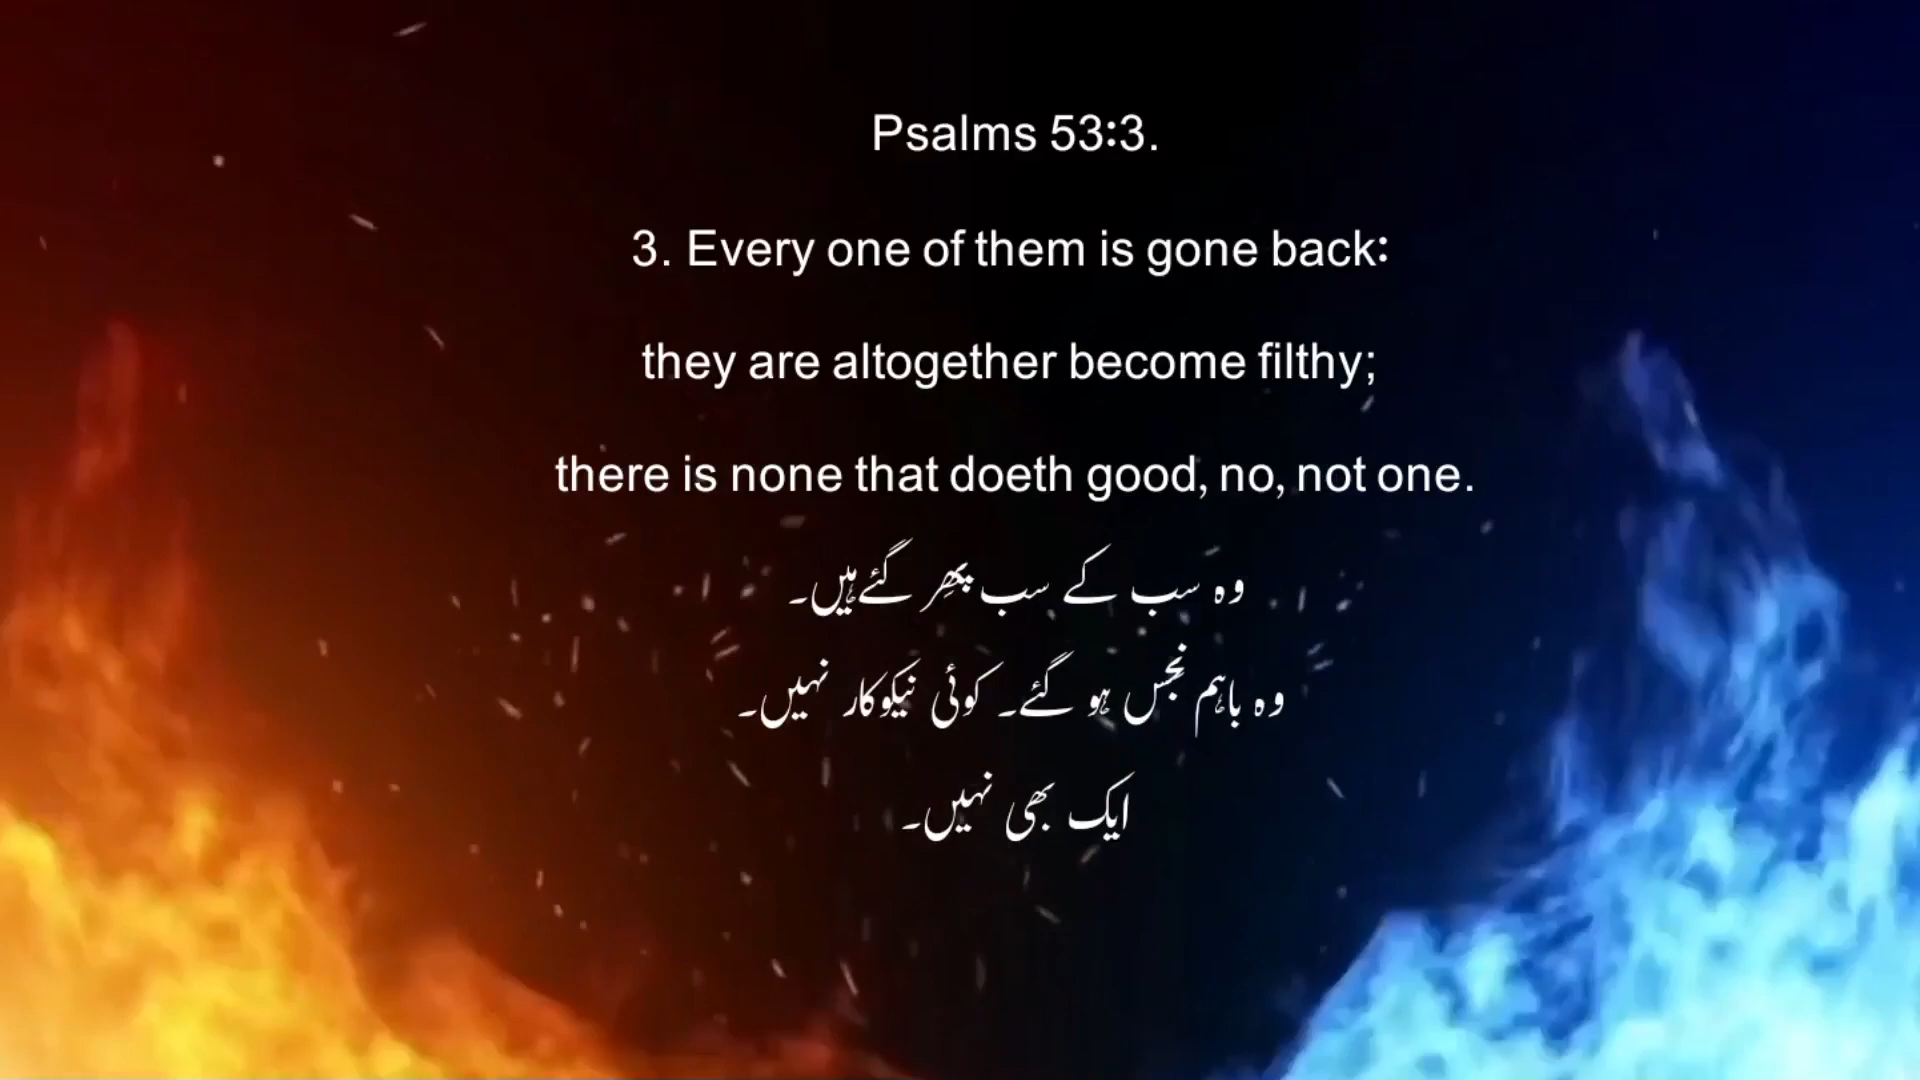 Psalms 53:3.
3. Every one of them is gone back:
they are altogether become filthy;
there is none that doeth good, no, not one.
وہ سب کے سب پھِر گئے ہیں۔
وہ باہم نجس ہو گئے۔ کوئی نیکوکار نہیں۔
ایک بھی نہیں۔